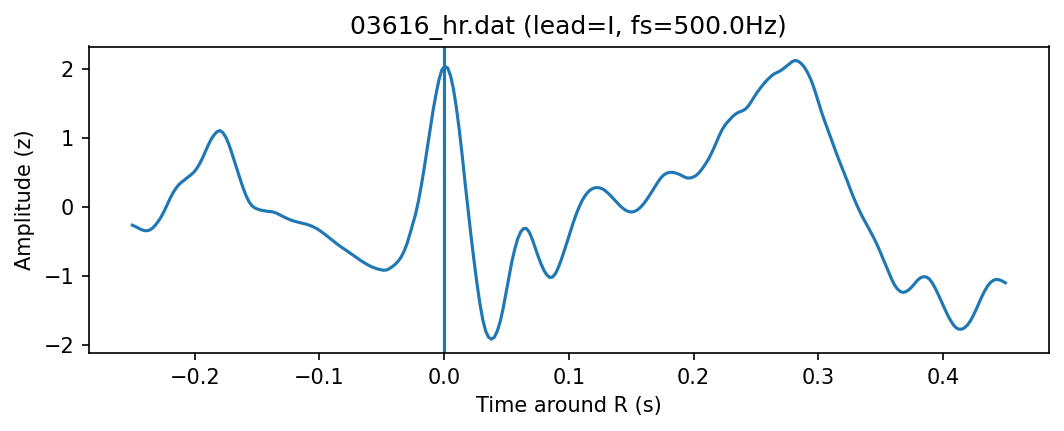 03616_hr.dat (lead=I, fs=500.0Hz)
Amplitude (z)
2
1
0
−1
−2
−0.2 −0.1 0.0 0.1 0.2 0.3 0.4
Time around R (s)